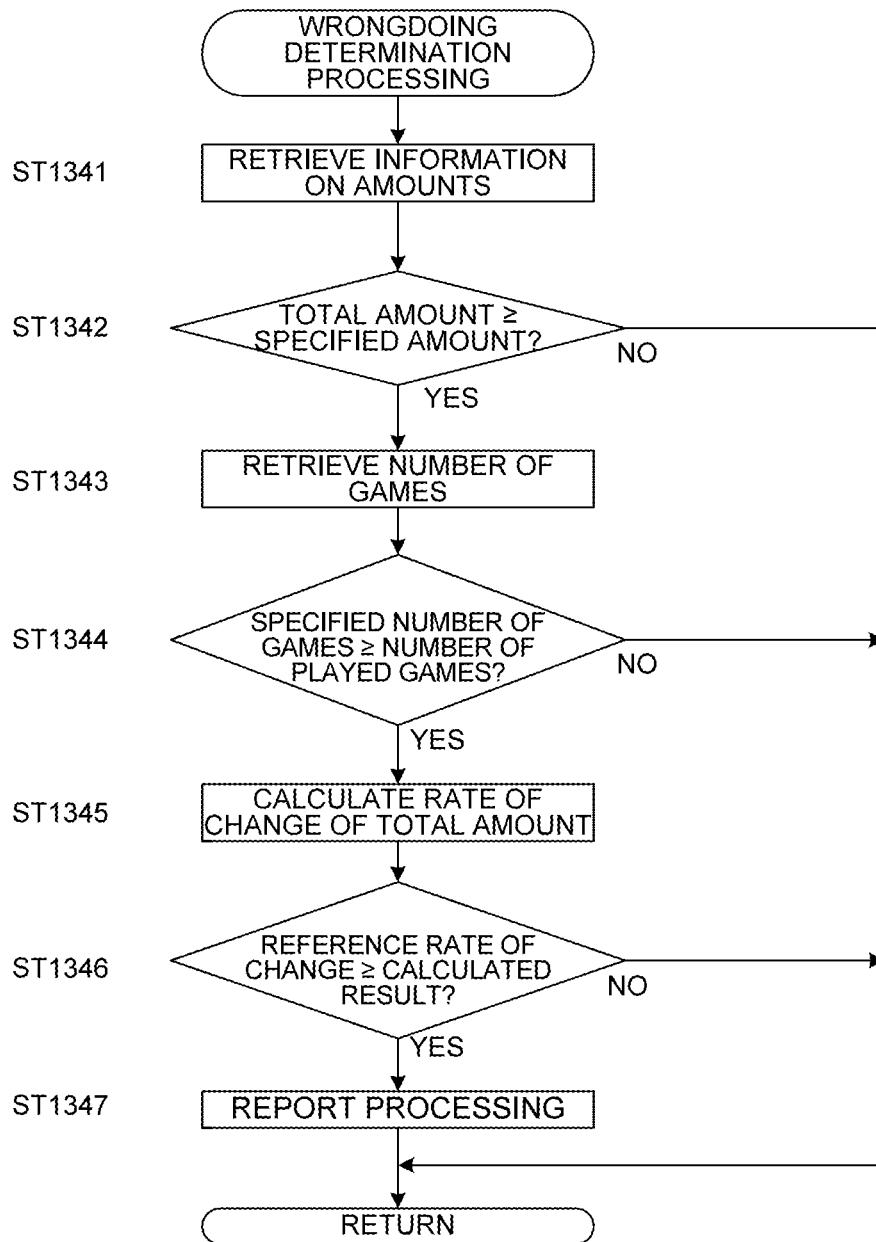 WRONGDOING
DETERMINATION
PROCESSING
ST1341
RETRIEVE INFORMATION
ON AMOUNTS
ST1342
TOTAL AMOUNT ≥
SPECIFIED AMOUNT?
NO
YES
ST1343
RETRIEVE NUMBER OF
GAMES
ST1344
SPECIFIED NUMBER OF
GAMES ≥ NUMBER OF
PLAYED GAMES?
NO
YES
ST1345
CALCULATE RATE OF
CHANGE OF TOTAL AMOUNT
ST1346
REFERENCE RATE OF
CHANGE ≥ CALCULATED
RESULT?
NO
YES
ST1347
REPORT PROCESSING
RETURN